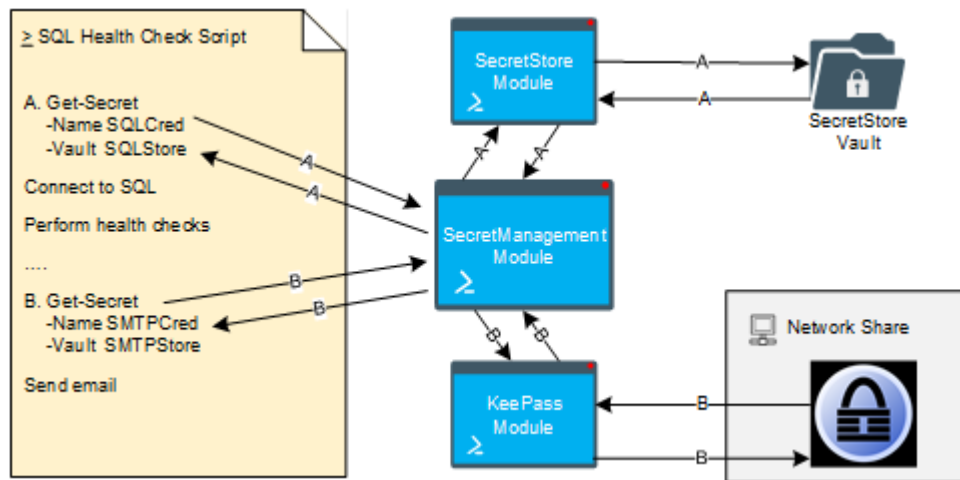 ≥ SQL Health Check Script
A. Get-Secret
-Name SQLCred
-Vault SQLStore
Connect to SQL
Perform health checks
....
B. Get-Secret
-Name SMTPCred
-Vault SMTPStore
Send email
SecretStore
Module
SecretManagement
Module
KeePass
Module
SecretStore
Vault
Network Share
A
A
A
A
A
A
B
B
B
B
B
B